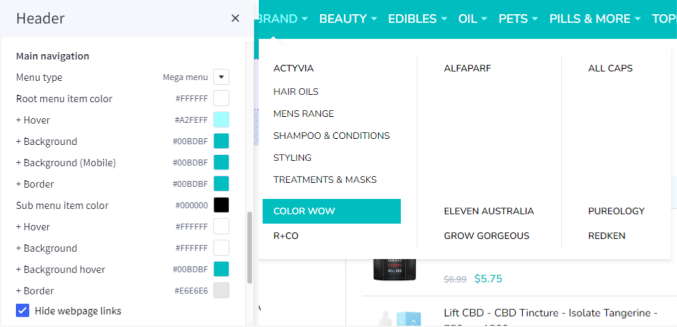 Header
Main navigation
Menu type Mega menu
Root menu item color #FFFFFF
+ Hover #A2FEFF
+ Background #00BDBF
+ Background (Mobile) #00BDBF
+ Border #00BDBF
Sub menu item color #000000
+ Hover #FFFFFF
+ Background #FFFFFF
+ Background hover #00BDBF
+ Border #E6E6E6
Hide webpage links
BRAND BEAUTY EDIBLES OIL PETS PILLS & MORE TOP
ACTYVIA ALFAPARF ALL CAPS
HAIR OILS
MENS RANGE
SHAMPOO & CONDITIONS
STYLING
TREATMENTS & MASKS
COLOR WOW ELEVEN AUSTRALIA PUREOLOGY
R+CO GROW GORGEOUS REDKEN
$6.99 $5.75
Lift CBD - CBD Tincture - Isolate Tangerine -